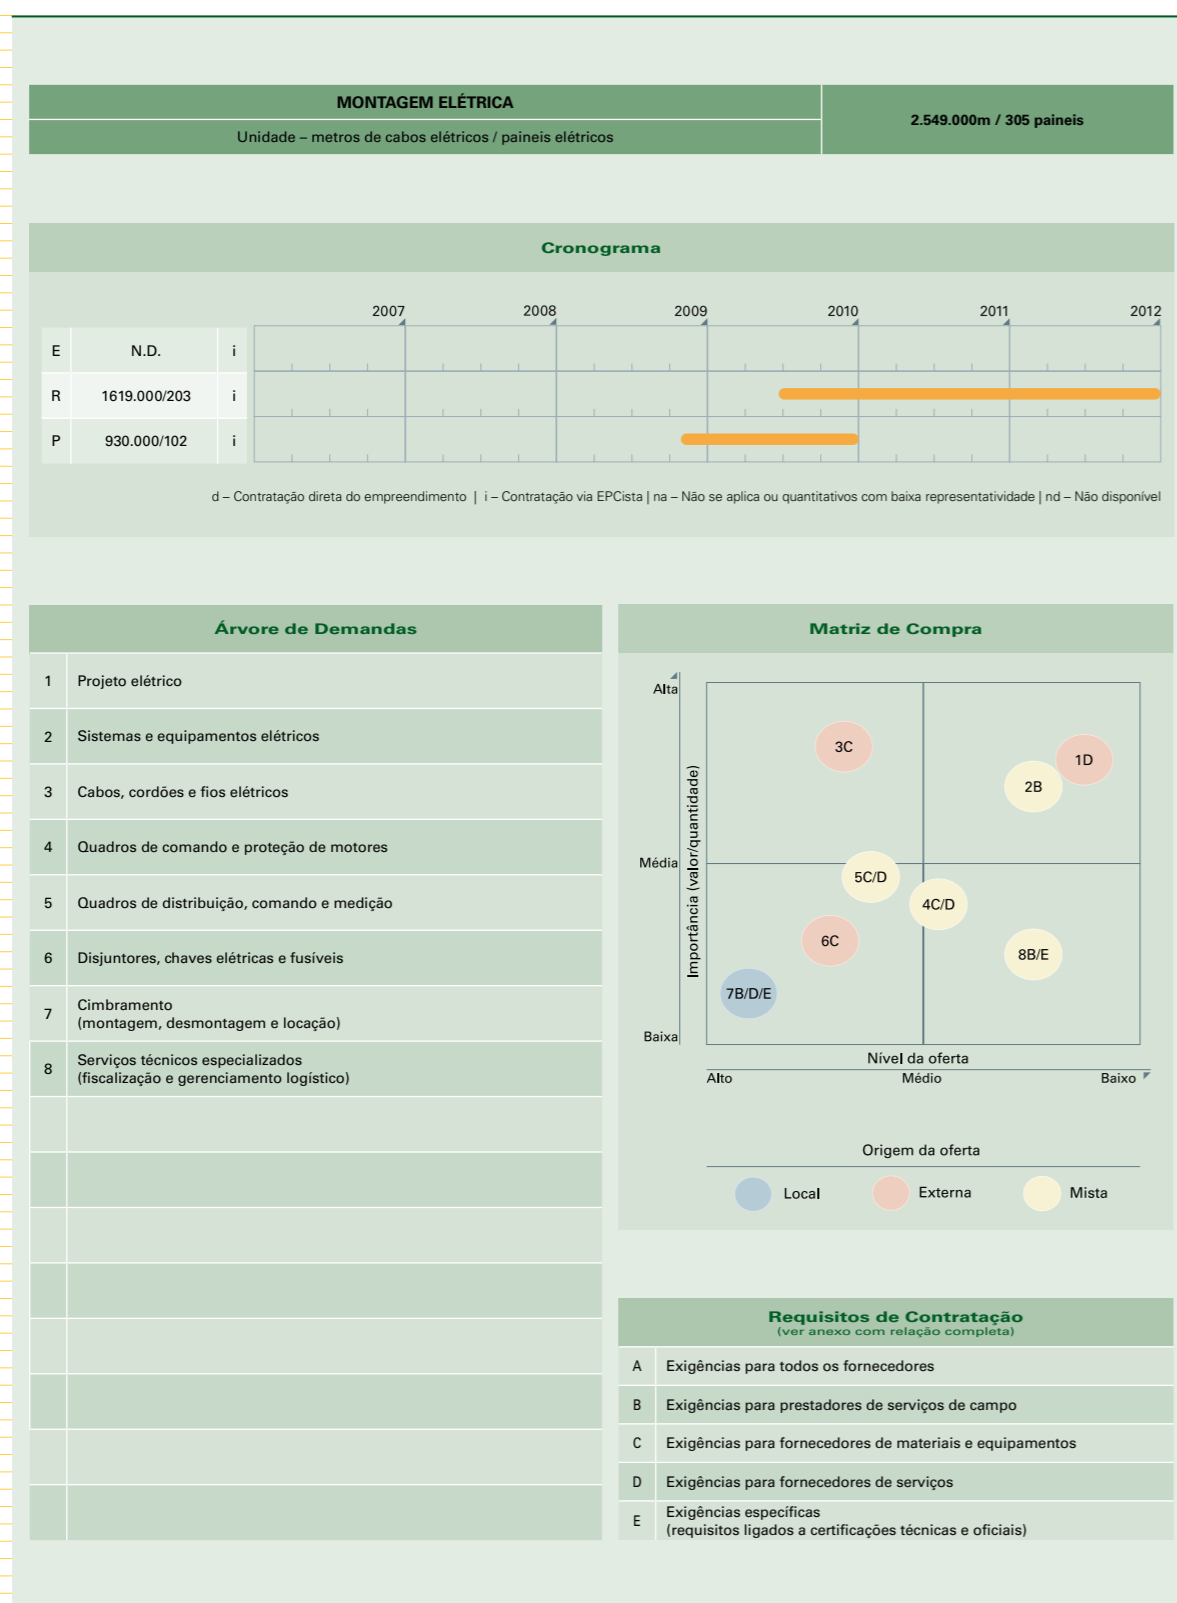 MONTAGEM ELÉTRICA
Unidade – metros de cabos elétricos / paineis elétricos
2.549.000m / 305 paineis
Cronograma
2007 2008 2009 2010 2011 2012
E N.D. i
R 1619.000/203 i
P 930.000/102 i
d – Contratação direta do empreendimento | i – Contratação via EPCista | na – Não se aplica ou quantitativos com baixa representatividade | nd – Não disponível
Árvore de Demandas
1 Projeto elétrico
2 Sistemas e equipamentos elétricos
3 Cabos, cordões e fios elétricos
4 Quadros de comando e proteção de motores
5 Quadros de distribuição, comando e medição
6 Disjuntores, chaves elétricas e fusíveis
7 Cimbramento
(montagem, desmontagem e locação)
8 Serviços técnicos especializados
(fiscalização e gerenciamento logístico)
Matriz de Compra
Alta
Média
Baixa
Importância (valor/quantidade)
3C
1D
2B
5C/D
4C/D
6C
8B/E
7B/D/E
Nível da oferta
Alto Médio Baixo
Origem da oferta
Local Externa Mista
Requisitos de Contratação
(ver anexo com relação completa)
A Exigências para todos os fornecedores
B Exigências para prestadores de serviços de campo
C Exigências para fornecedores de materiais e equipamentos
D Exigências para fornecedores de serviços
E Exigências específicas
(requisitos ligados a certificações técnicas e oficiais)